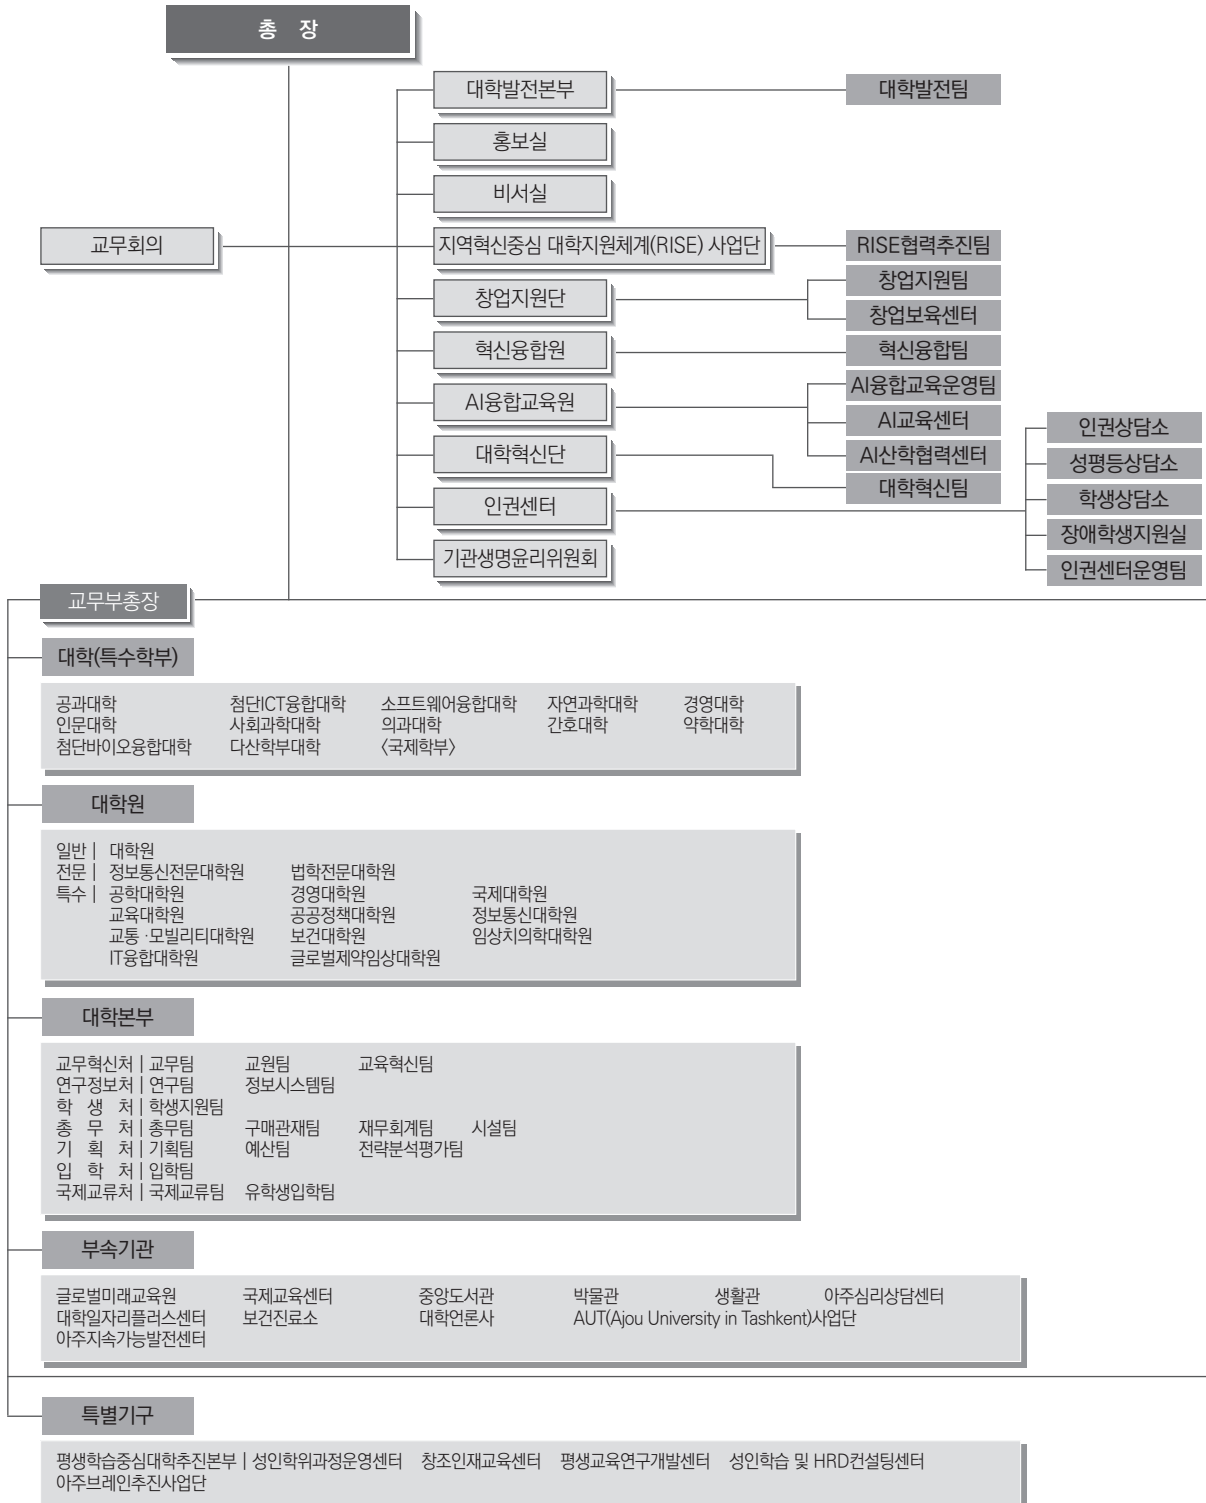 총 장
대학발전본부 대학발전팀
홍보실
비서실
교무회의 지역혁신중심 대학지원체계(RISE) 사업단 RISE협력추진팀
창업지원단 창업지원팀
창업보육센터
혁신융합원 혁신융합팀
AI융합교육원 AI융합교육운영팀
AI교육센터
AI산학협력센터
대학혁신단 대학혁신팀
인권센터 인권상담소
성평등상담소
학생상담소
장애학생지원실
인권센터운영팀
기관생명윤리위원회
교무부총장
대학(특수학부)
공과대학 첨단ICT융합대학 소프트웨어융합대학 자연과학대학 경영대학
인문대학 사회과학대학 의과대학 간호대학 약학대학
첨단바이오융합대학 다산학부대학 〈국제학부〉
대학원
일반 | 대학원
전문 | 정보통신전문대학원 법학전문대학원
특수 | 공학대학원 경영대학원 국제대학원
교육대학원 공공정책대학원 정보통신대학원
교통 ·모빌리티대학원 보건대학원 임상치의학대학원
IT융합대학원 글로벌제약임상대학원
대학본부
교무혁신처 | 교무팀 교원팀 교육혁신팀
연구정보처 | 연구팀 정보시스템팀
학 생 처 | 학생지원팀
총 무 처 | 총무팀 구매관재팀 재무회계팀 시설팀
기 획 처 | 기획팀 예산팀 전략분석평가팀
입 학 처 | 입학팀
국제교류처 | 국제교류팀 유학생입학팀
부속기관
글로벌미래교육원 국제교육센터 중앙도서관 박물관 생활관 아주심리상담센터
대학일자리플러스센터 보건진료소 대학언론사 AUT(Ajou University in Tashkent)사업단
아주지속가능발전센터
특별기구
평생학습중심대학추진본부 | 성인학위과정운영센터 창조인재교육센터 평생교육연구개발센터 성인학습 및 HRD컨설팅센터
아주브레인추진사업단